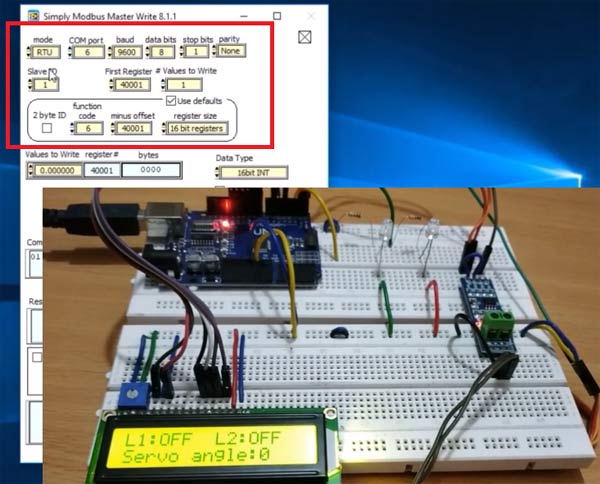 Simply Modbus Master Write 8.1.1
mode COM port baud data bits stop bits parity
RTU 6 9600 8 1 None
Slave ID First Register # Values to Write
1 40001 1
Use defaults
2 byte ID function code minus offset register size
6 40001 16 bit registers
Values to Write register# bytes Data Type
0.000000 40001 0000 16bit INT
Com
01
Res
UN
L1:OFF L2:OFF
Servo angle:0